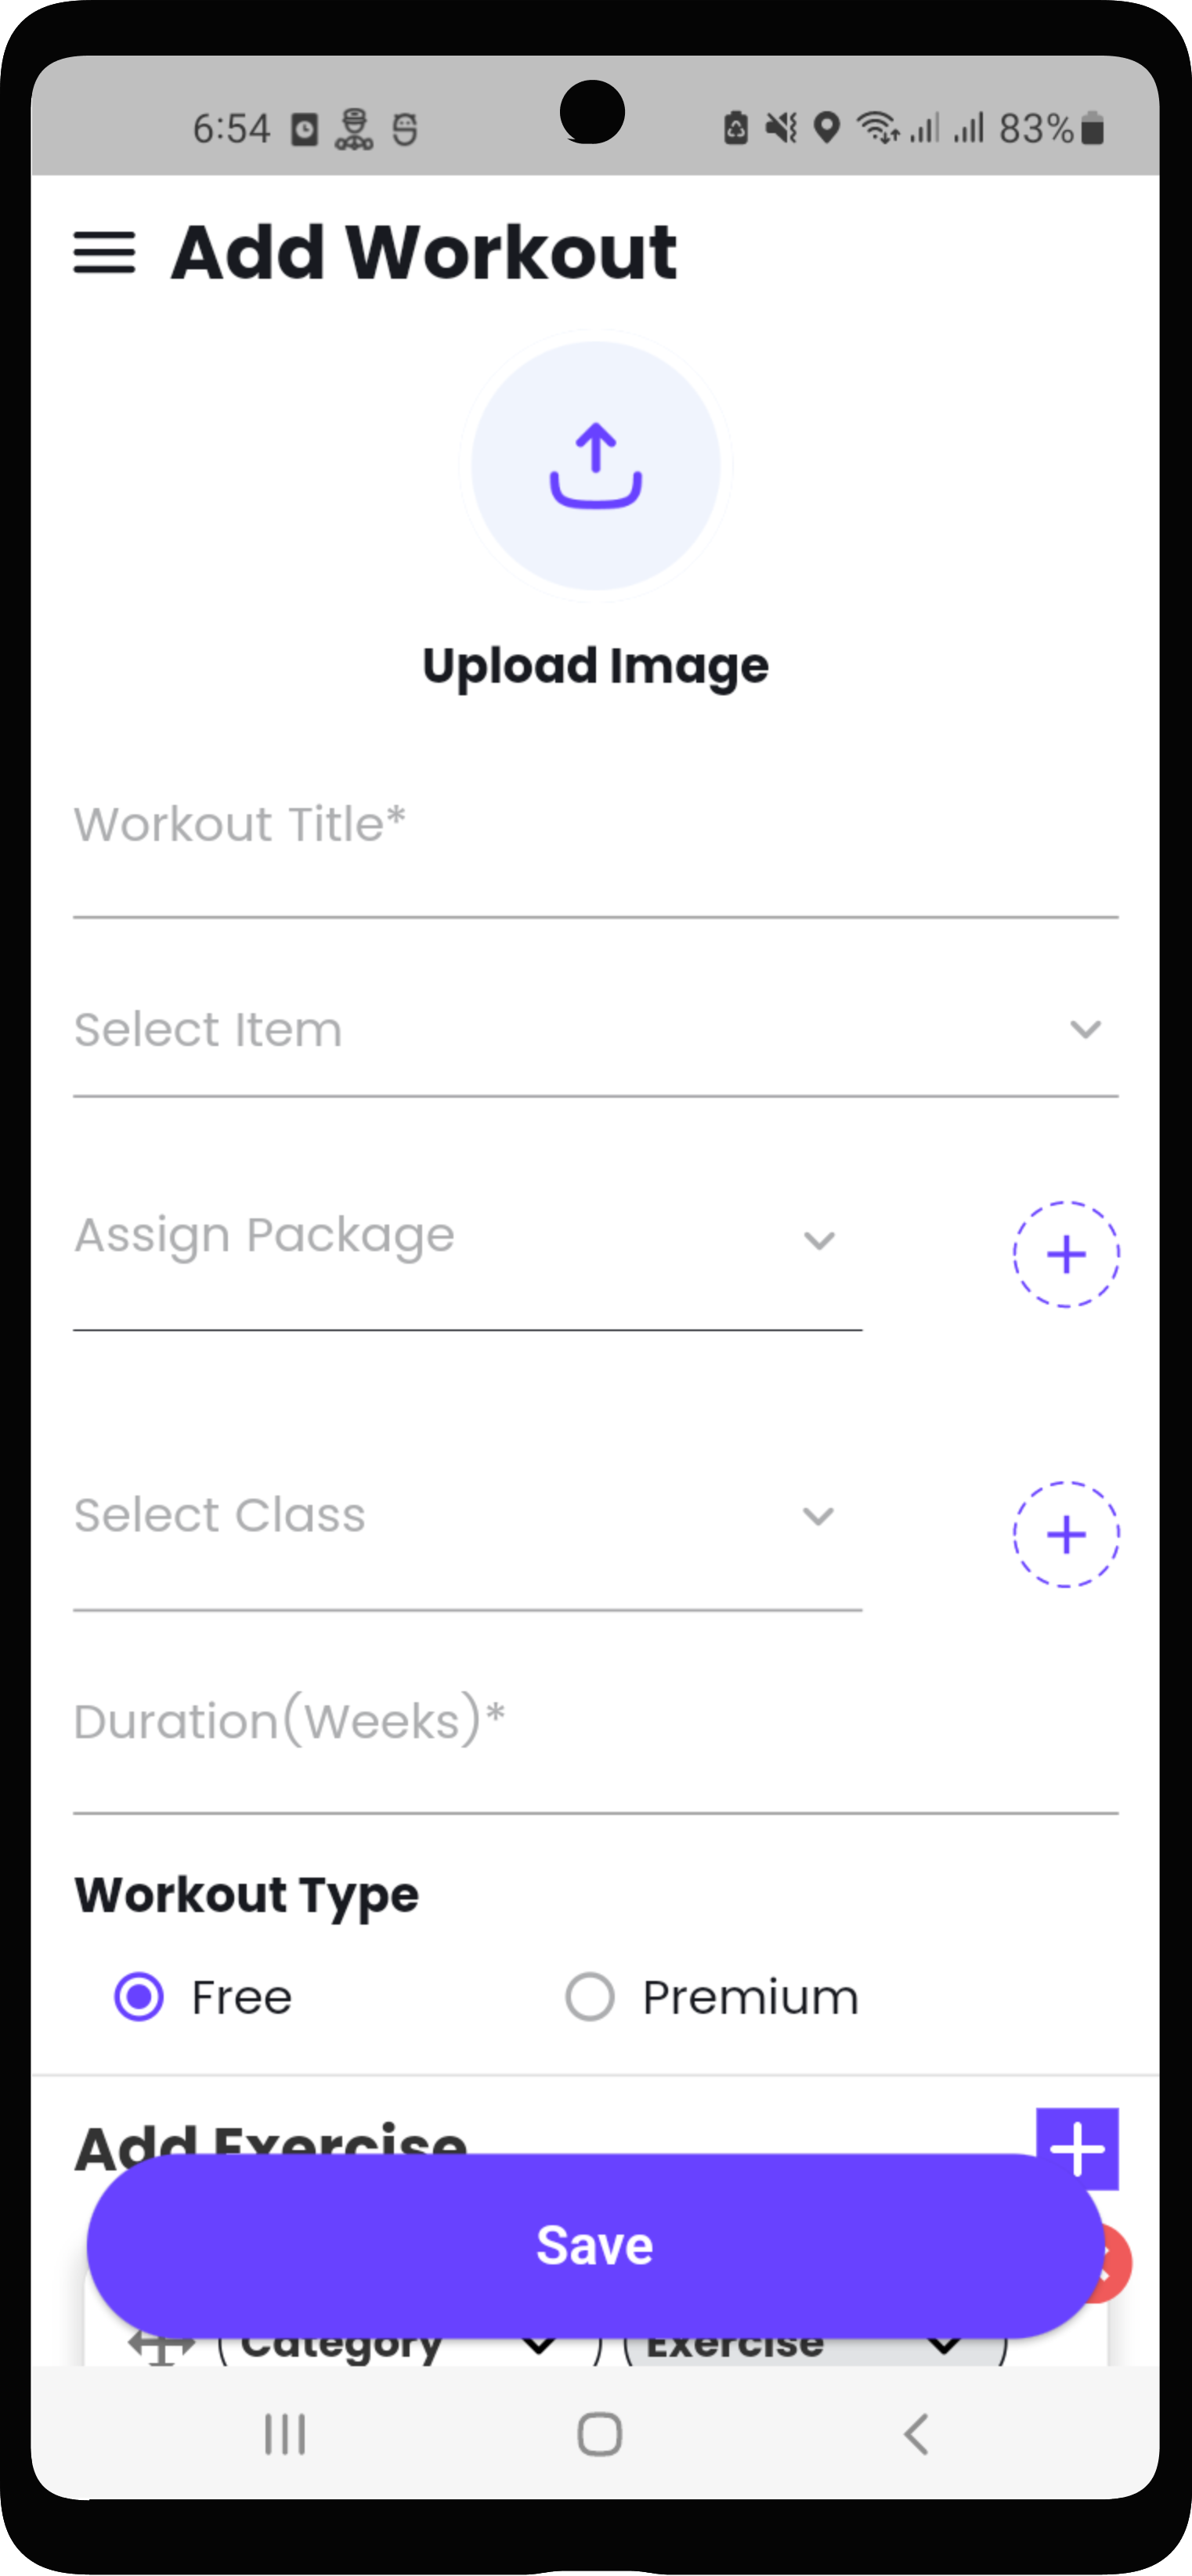 6:54 83%
Add Workout
Upload Image
Workout Title*
Select Item
Assign Package
Select Class
Duration(Weeks)*
Workout Type
Free Premium
Add Exercise
Save
Category Exercise